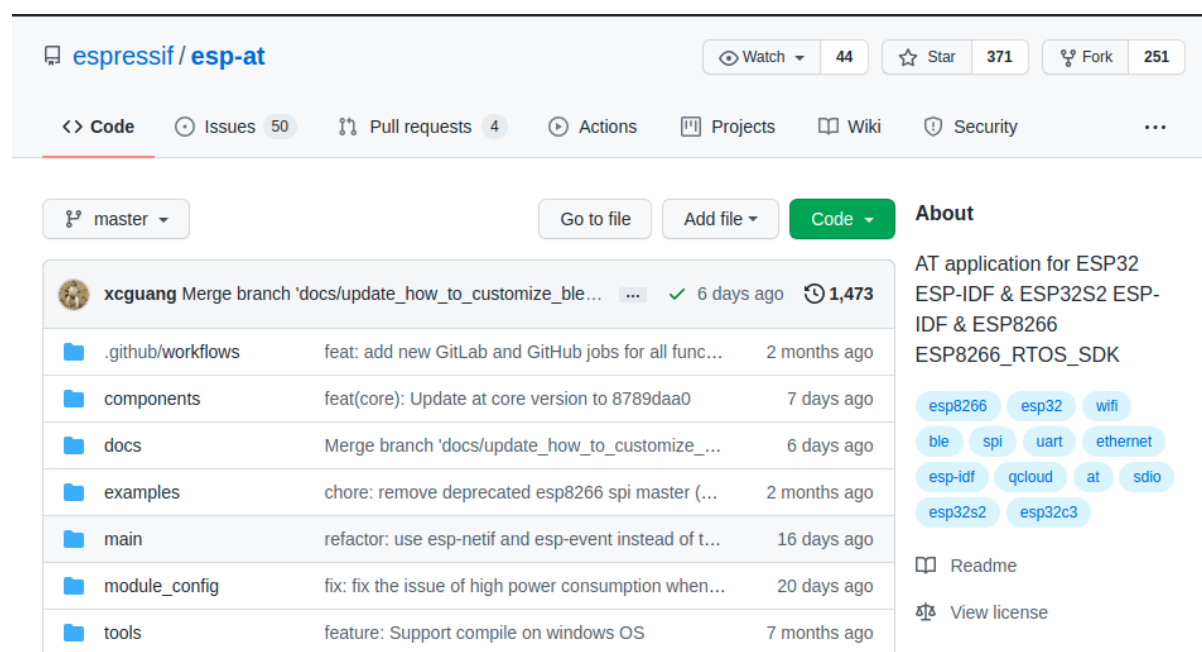 espressif / esp-at
Watch 44 Star 371 Fork 251
<> Code Issues 50 Pull requests 4 Actions Projects Wiki Security ...
master Go to file Add file Code
xcguang Merge branch 'docs/update_how_to_customize_ble... ... 6 days ago 1,473
.github/workflows feat: add new GitLab and GitHub jobs for all func... 2 months ago
components feat(core): Update at core version to 8789daa0 7 days ago
docs Merge branch 'docs/update_how_to_customize_... 6 days ago
examples chore: remove deprecated esp8266 spi master (... 2 months ago
main refactor: use esp-netif and esp-event instead of t... 16 days ago
module_config fix: fix the issue of high power consumption when... 20 days ago
tools feature: Support compile on windows OS 7 months ago
About
AT application for ESP32
ESP-IDF & ESP32S2 ESP-
IDF & ESP8266
ESP8266_RTOS_SDK
esp8266 esp32 wifi
ble spi uart ethernet
esp-idf qcloud at sdio
esp32s2 esp32c3
Readme
View license